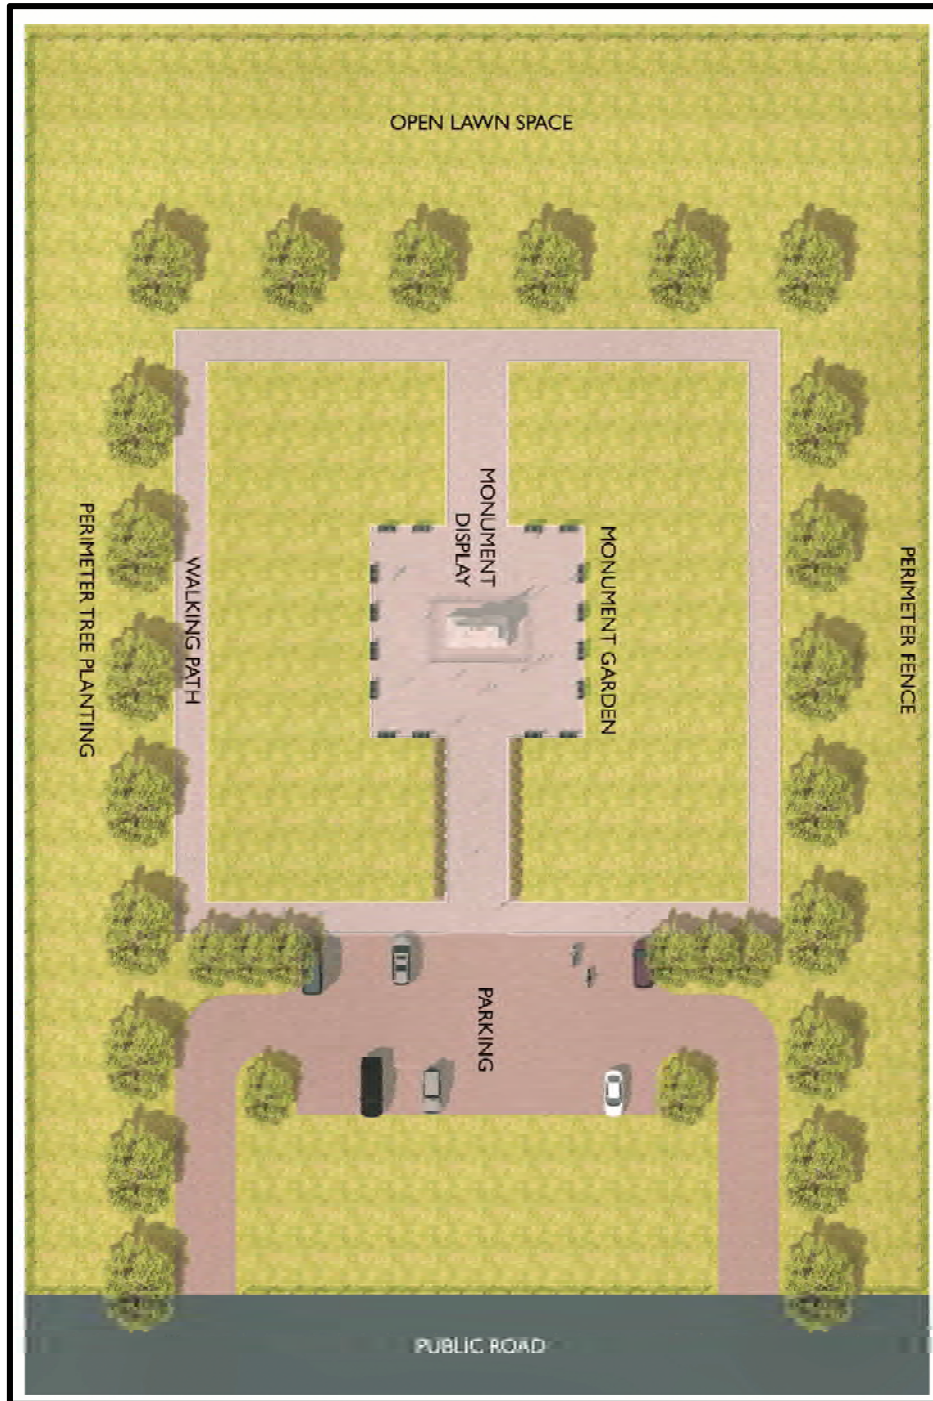 OPEN LAWN SPACE
MONUMENT
DISPLAY
MONUMENT GARDEN
PERIMETER TREE PLANTING
WALKING PATH
PERIMETER FENCE
PARKING
PUBLIC ROAD